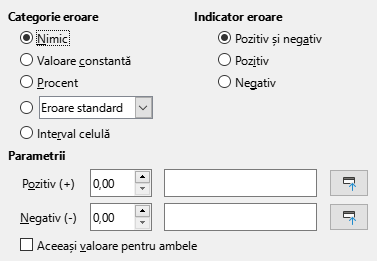 Categorie eroare
Nimic
Valoare constantă
Procent
Eroare standard
Interval celulă
Indicator eroare
Pozitiv și negativ
Pozitiv
Negativ
Parametrii
Pozitiv (+) 0,00
Negativ (-) 0,00
Aceeași valoare pentru ambele